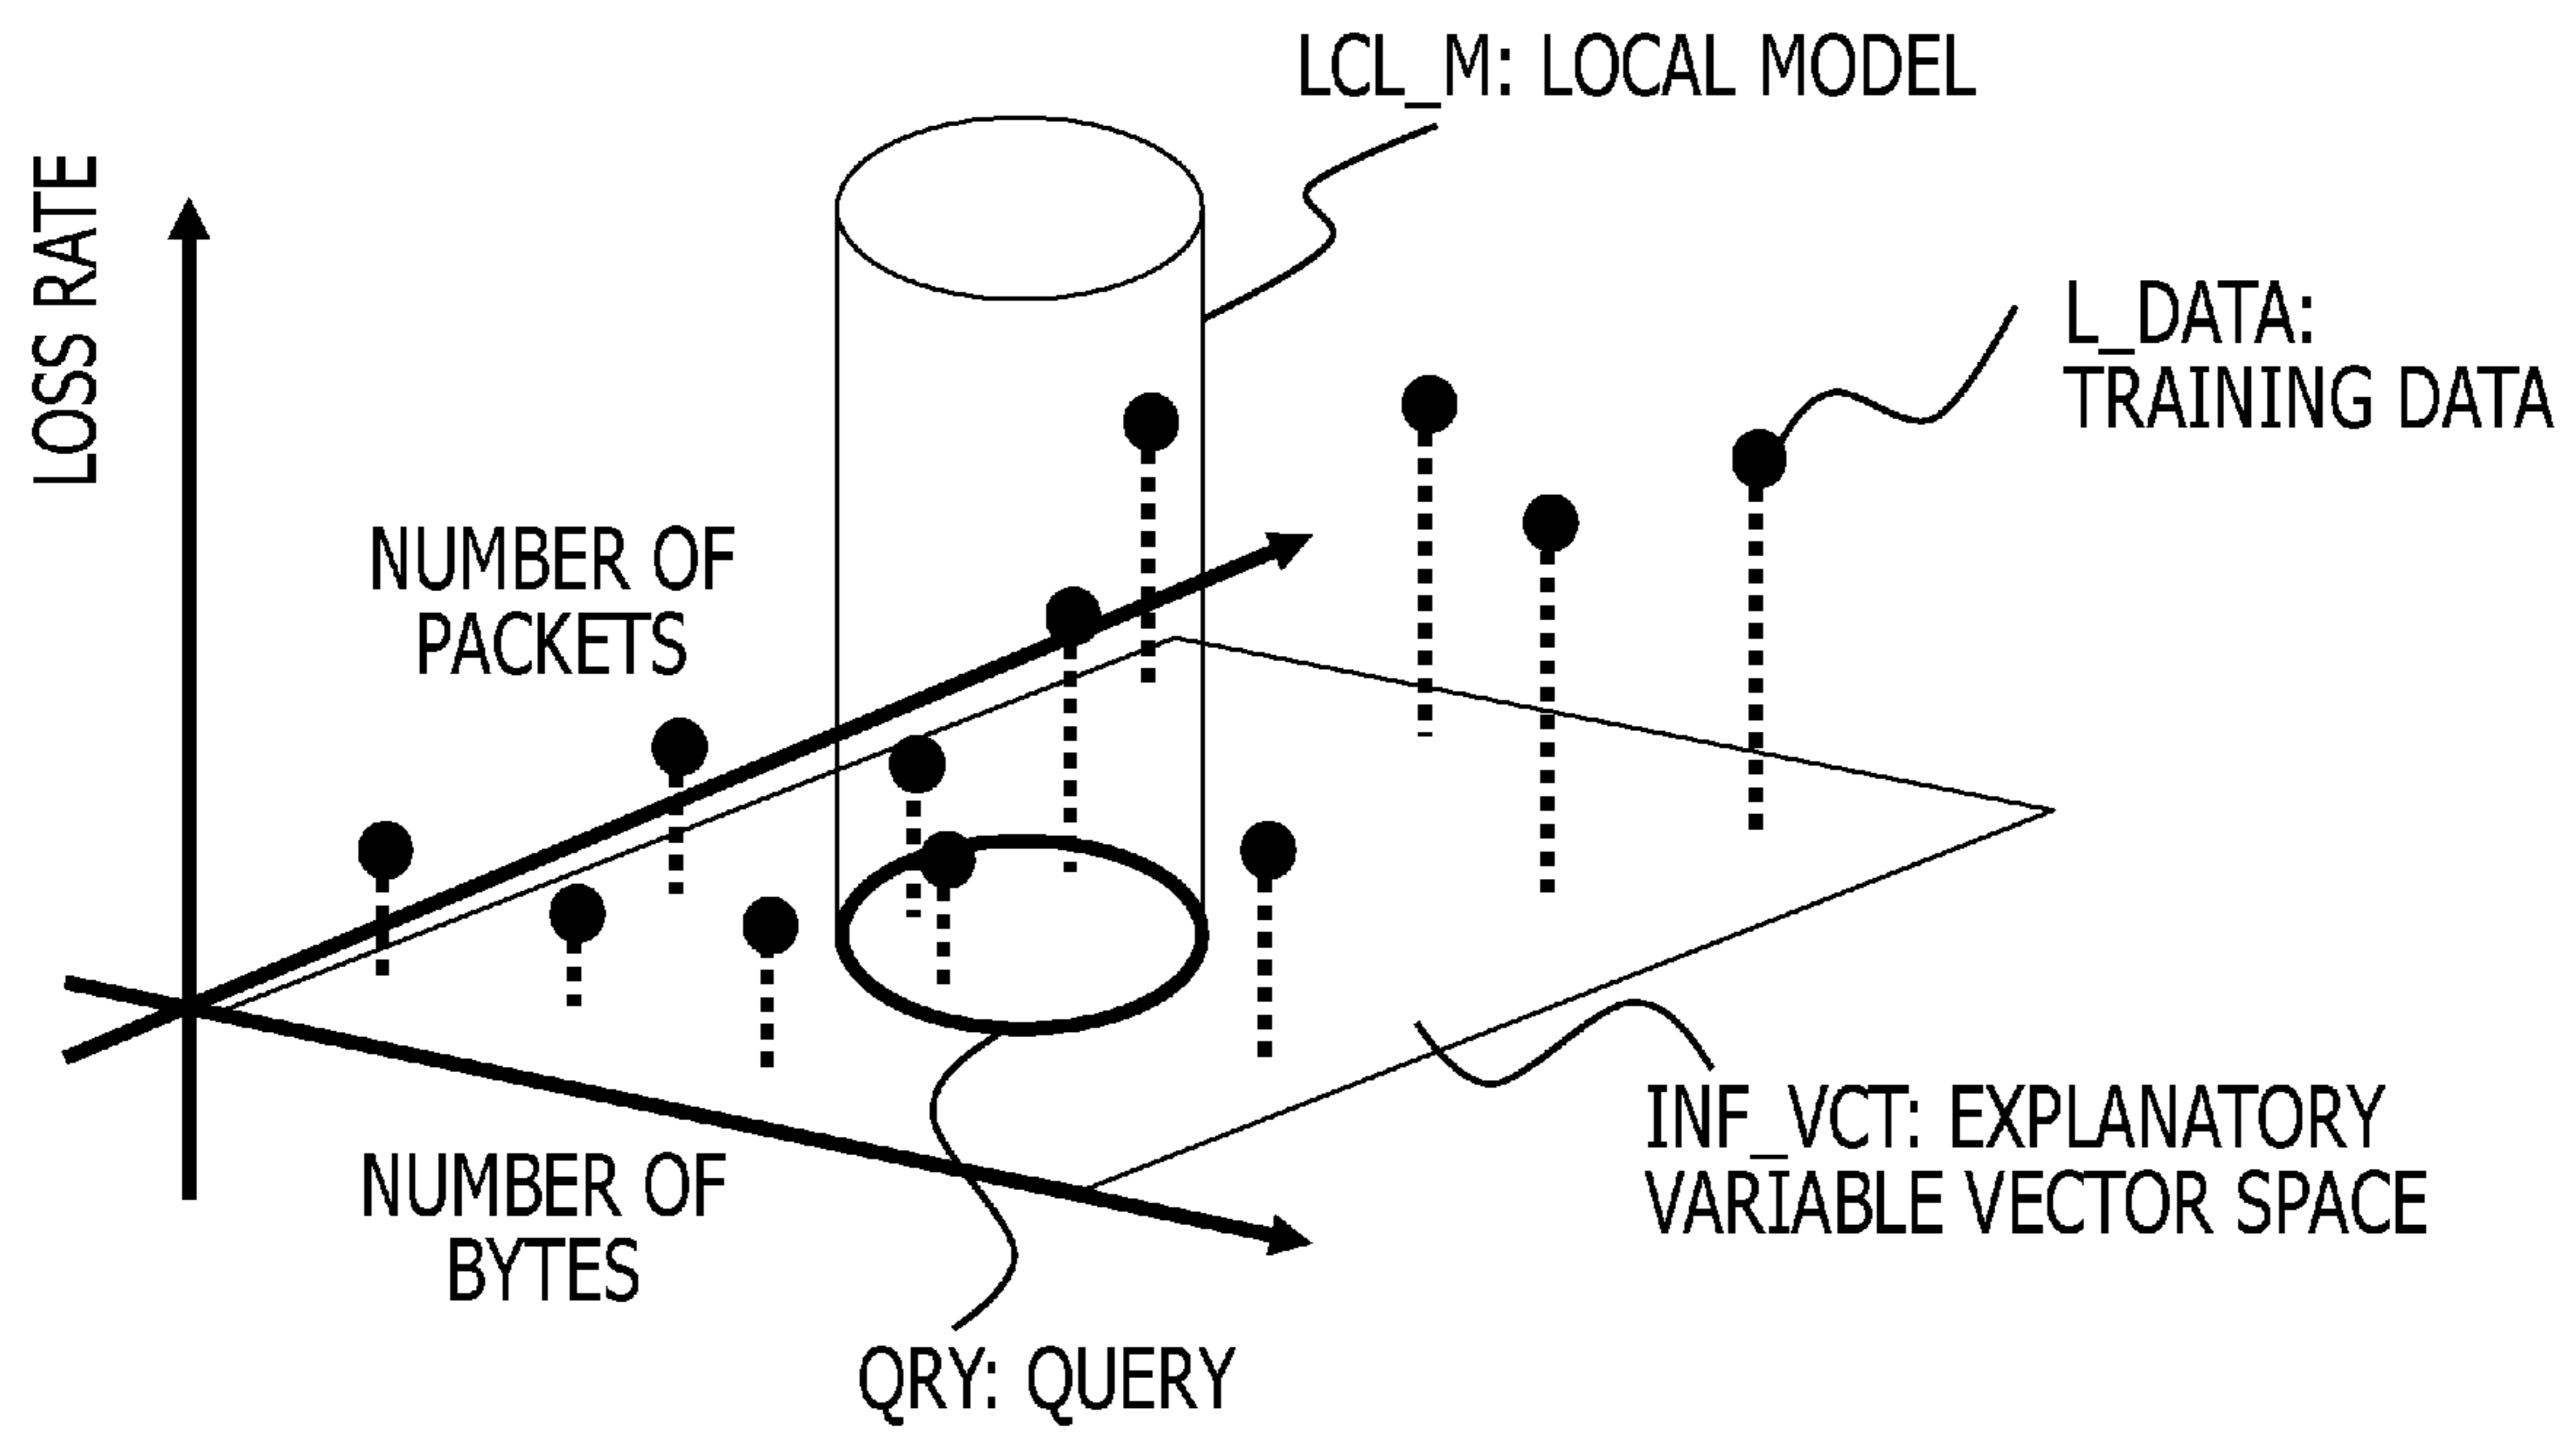 LCL_M: LOCAL MODEL
LOSS RATE
L_DATA:
TRAINING DATA
NUMBER OF
PACKETS
INF_VCT: EXPLANATORY
VARIABLE VECTOR SPACE
NUMBER OF
BYTES
QRY: QUERY